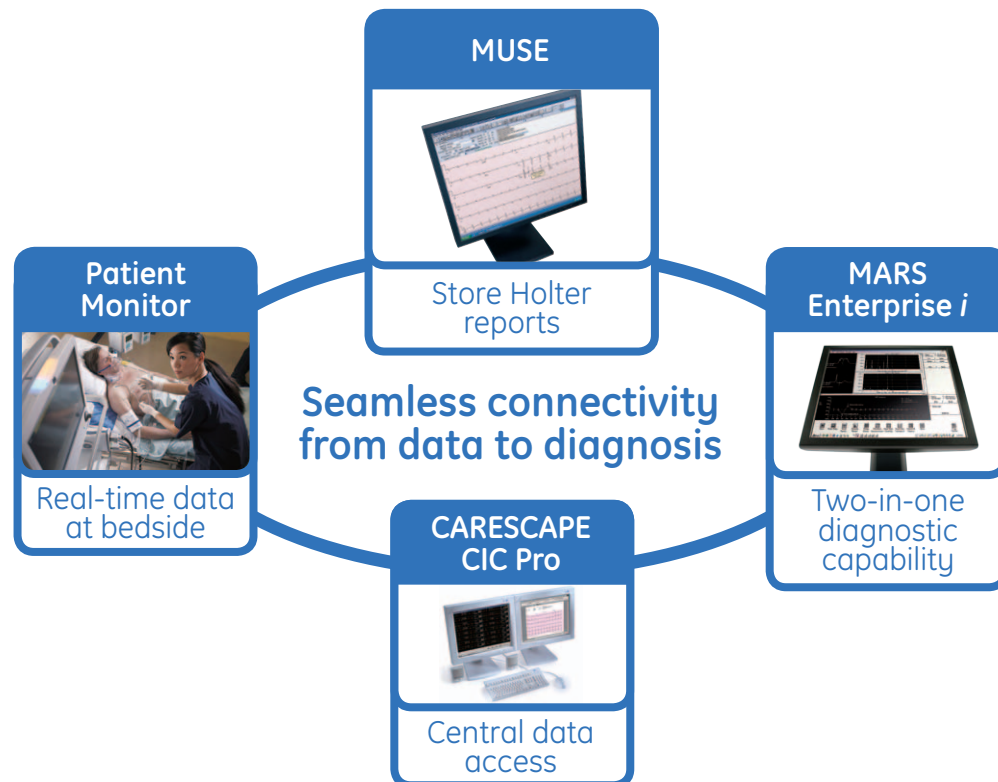 MUSE
Store Holter
reports
Patient
Monitor
Real-time data
at bedside
MARS
Enterprise i
Two-in-one
diagnostic
capability
Seamless connectivity
from data to diagnosis
CARESCAPE
CIC Pro
Central data
access